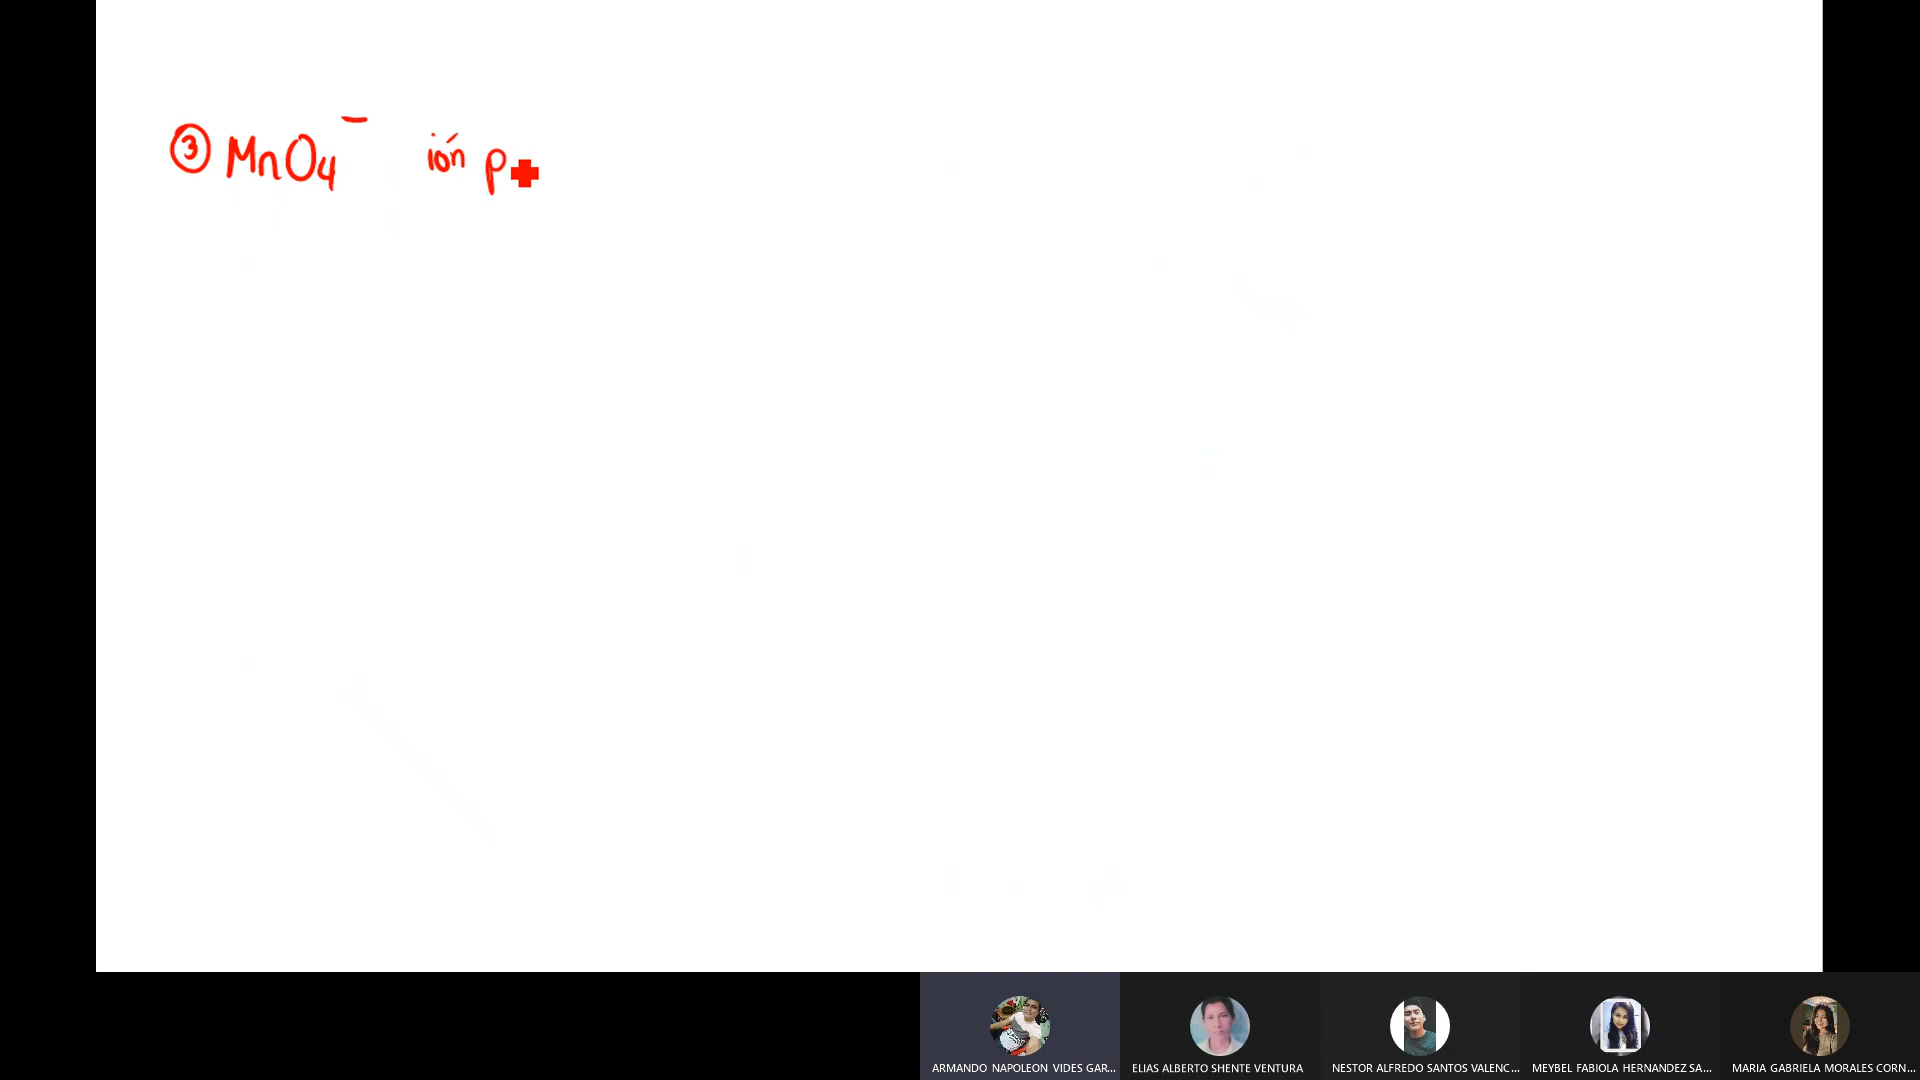 ③ MnO₄⁻ ión p
ARMANDO NAPOLEON VIDES GAR...
ELIAS ALBERTO SHENTE VENTURA
NESTOR ALFREDO SANTOS VALENC...
MEYBEL FABIOLA HERNANDEZ SA...
MARIA GABRIELA MORALES CORN...